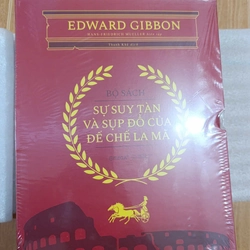 EDWARD GIBBON
BỘ SÁCH
SỰ SUY TÀN
VÀ SỤP ĐỔ CỦA
ĐẾ CHẾ LA MÃ